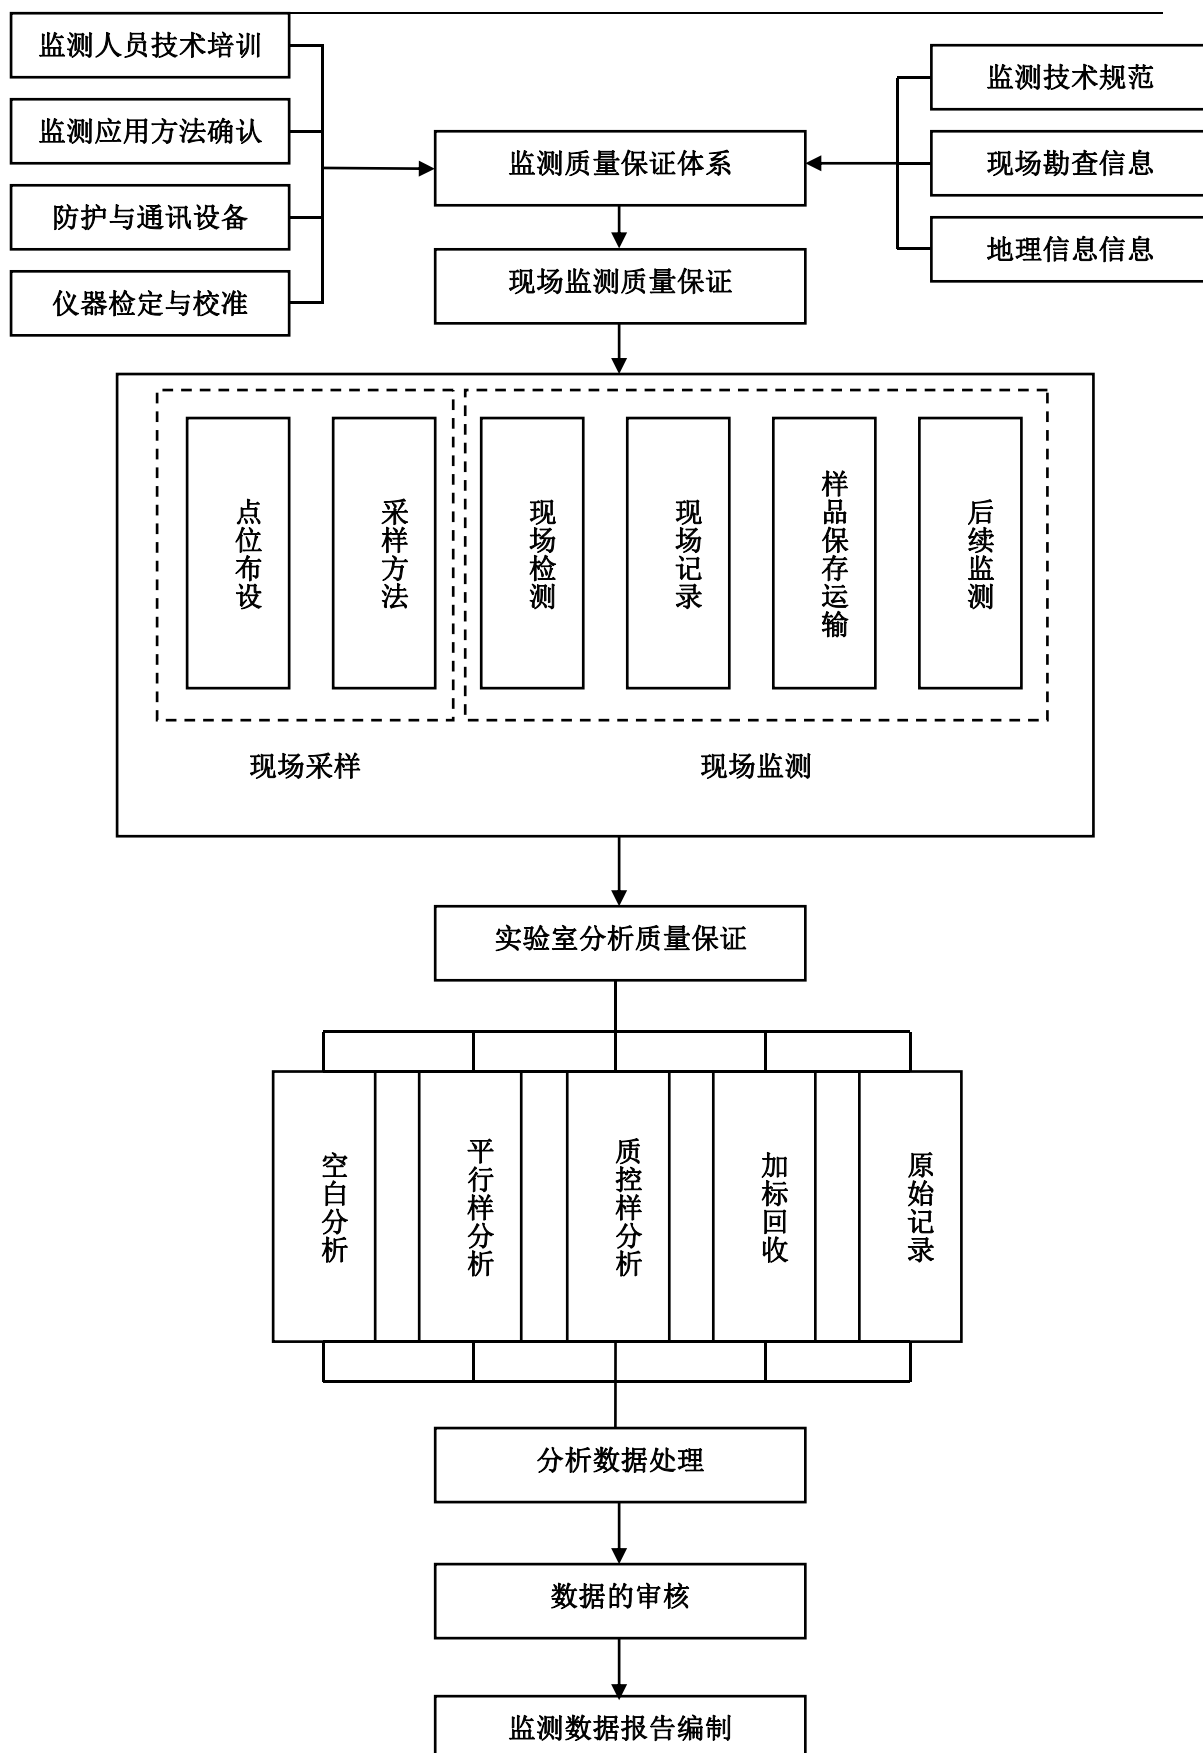 监测人员技术培训
监测应用方法确认
防护与通讯设备
仪器检定与校准
监测技术规范
现场勘查信息
地理信息信息
监测质量保证体系
现场监测质量保证
点位布设
采样方法
现场检测
现场记录
样品保存运输
后续监测
现场采样
现场监测
实验室分析质量保证
空白分析
平行样分析
质控样分析
加标回收
原始记录
分析数据处理
数据的审核
监测数据报告编制